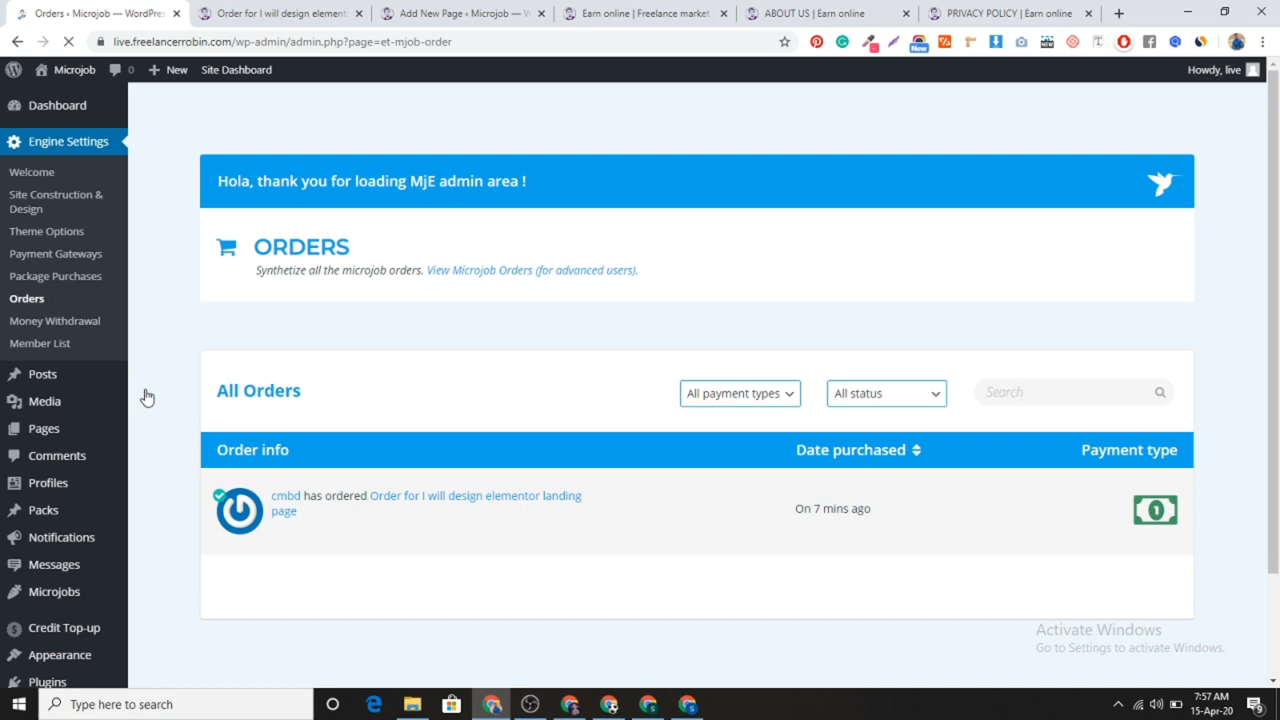 Orders ‹ Microjob — WordPres
Order for I will design element
Add New Page ‹ Microjob — W
Earn online | Freelance market
ABOUT US | Earn online
PRIVACY POLICY | Earn online
live.freelancerrobin.com/wp-admin/admin.php?page=et-mjob-order
New
NEW
Microjob
0
New
Site Dashboard
Howdy, live
Dashboard
Engine Settings
Welcome
Site Construction &
Design
Theme Options
Payment Gateways
Package Purchases
Orders
Money Withdrawal
Member List
Posts
Media
Pages
Comments
Profiles
Packs
Notifications
Messages
Microjobs
Credit Top-up
Appearance
Plugins
Hola, thank you for loading MjE admin area !
ORDERS
Synthetize all the microjob orders. View Microjob Orders (for advanced users).
All Orders
All payment types
All status
Search
Order info
Date purchased
Payment type
cmbd has ordered Order for I will design elementor landing
page
On 7 mins ago
1
Activate Windows
Go to Settings to activate Windows.
Type here to search
7:57 AM
15-Apr-20
9